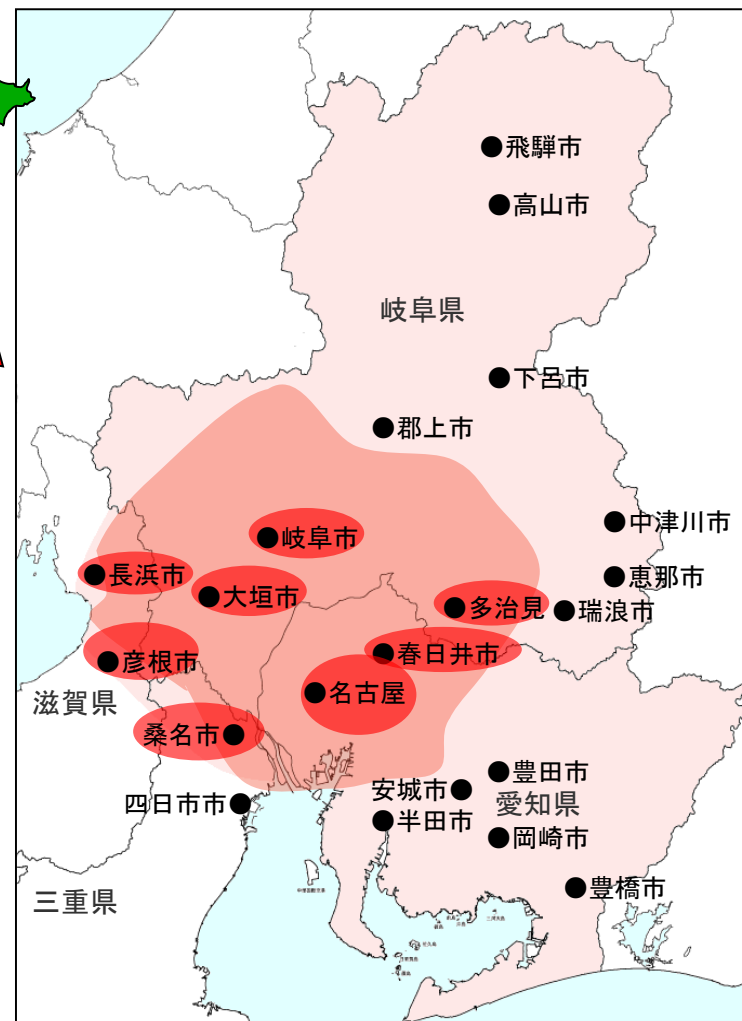 飛騨市
高山市
岐阜県
下呂市
郡上市
中津川市
岐阜市
長浜市
恵那市
大垣市
多治見
瑞浪市
彦根市
春日井市
名古屋
滋賀県
桑名市
豊田市
安城市
四日市市
愛知県
半田市
岡崎市
豊橋市
三重県